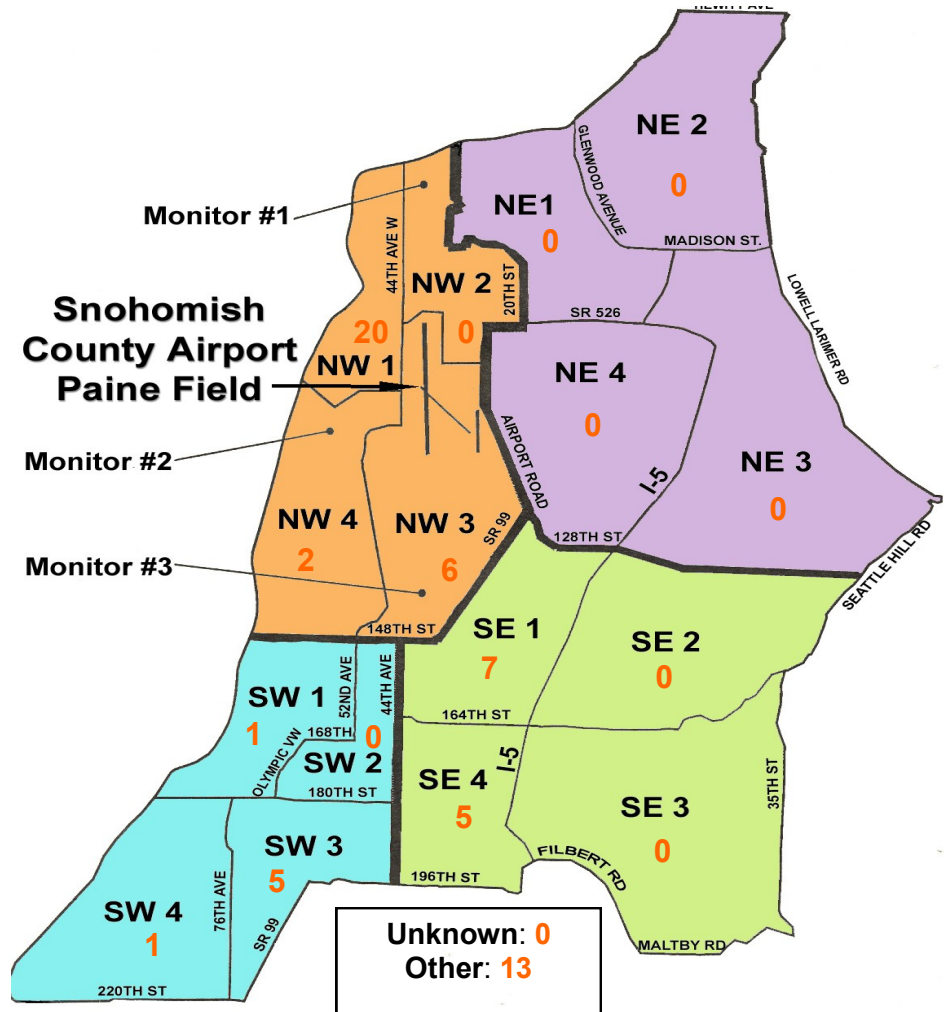 HEWITT AVE
NE 2
0
GLENWOOD AVENUE
MADISON ST.
Monitor #1
NE1
0
44TH AVE W
NW 2
0
20TH ST
SR 526
LOWELL LARIMER RD
Snohomish
County Airport
Paine Field
20
NW 1
NE 4
0
AIRPORT ROAD
I-5
NE 3
0
Monitor #2
NW 4
2
NW 3
6
SR 99
128TH ST
SEATTLE HILL RD
Monitor #3
148TH ST
SE 1
7
SE 2
0
SW 1
1
52ND AVE
44TH AVE
168TH
0
SW 2
OLYMPIC VW
180TH ST
164TH ST
I-5
SE 4
5
SE 3
0
35TH ST
SW 3
5
76TH AVE
SR 99
SW 4
1
220TH ST
196TH ST
FILBERT RD
MALTBY RD
Unknown: 0
Other: 13